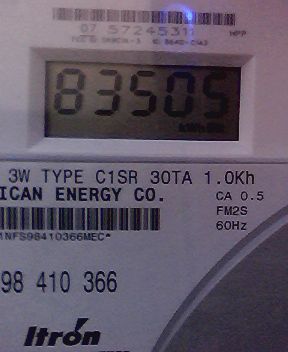 07 57245311
83505
3W TYPE C1SR 30TA 1.0Kh
ICAN ENERGY CO.
CA 0.5
FM2S
60Hz
1NFS98410366MEC*
98 410 366
Itron